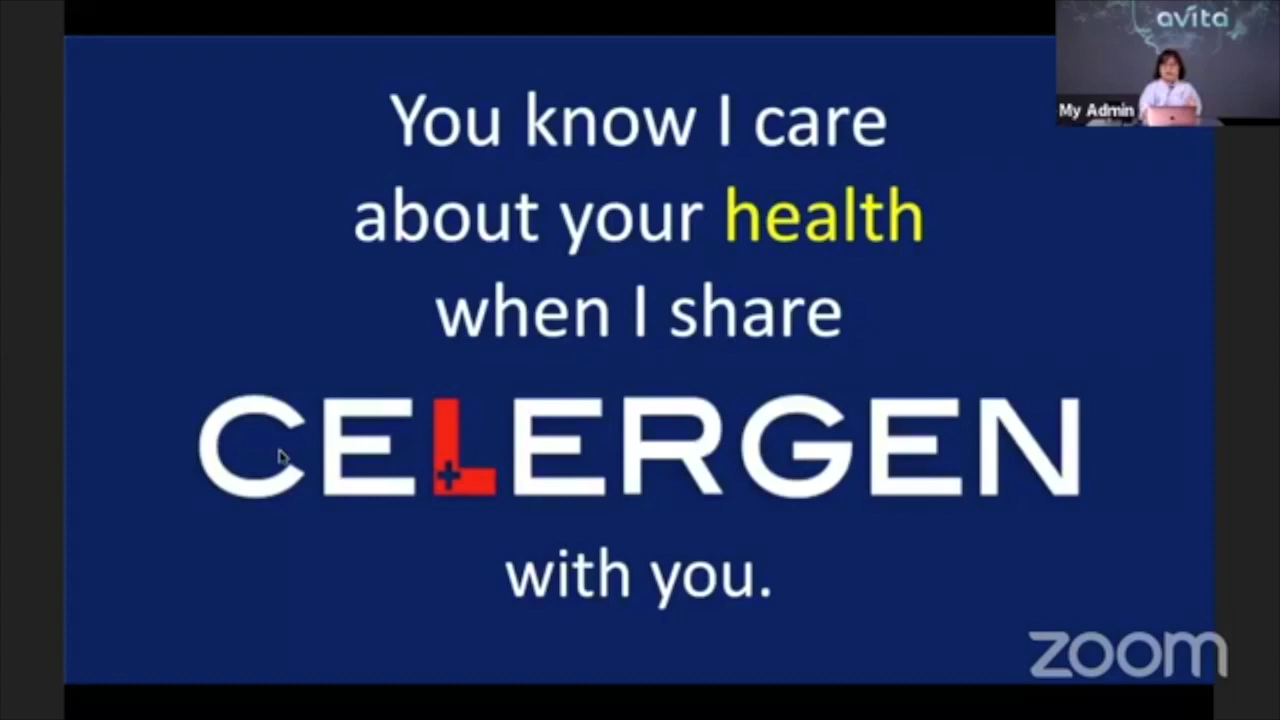 You know I care
about your health
when I share
CELERGEN
with you.
avita
My Admin
zoom